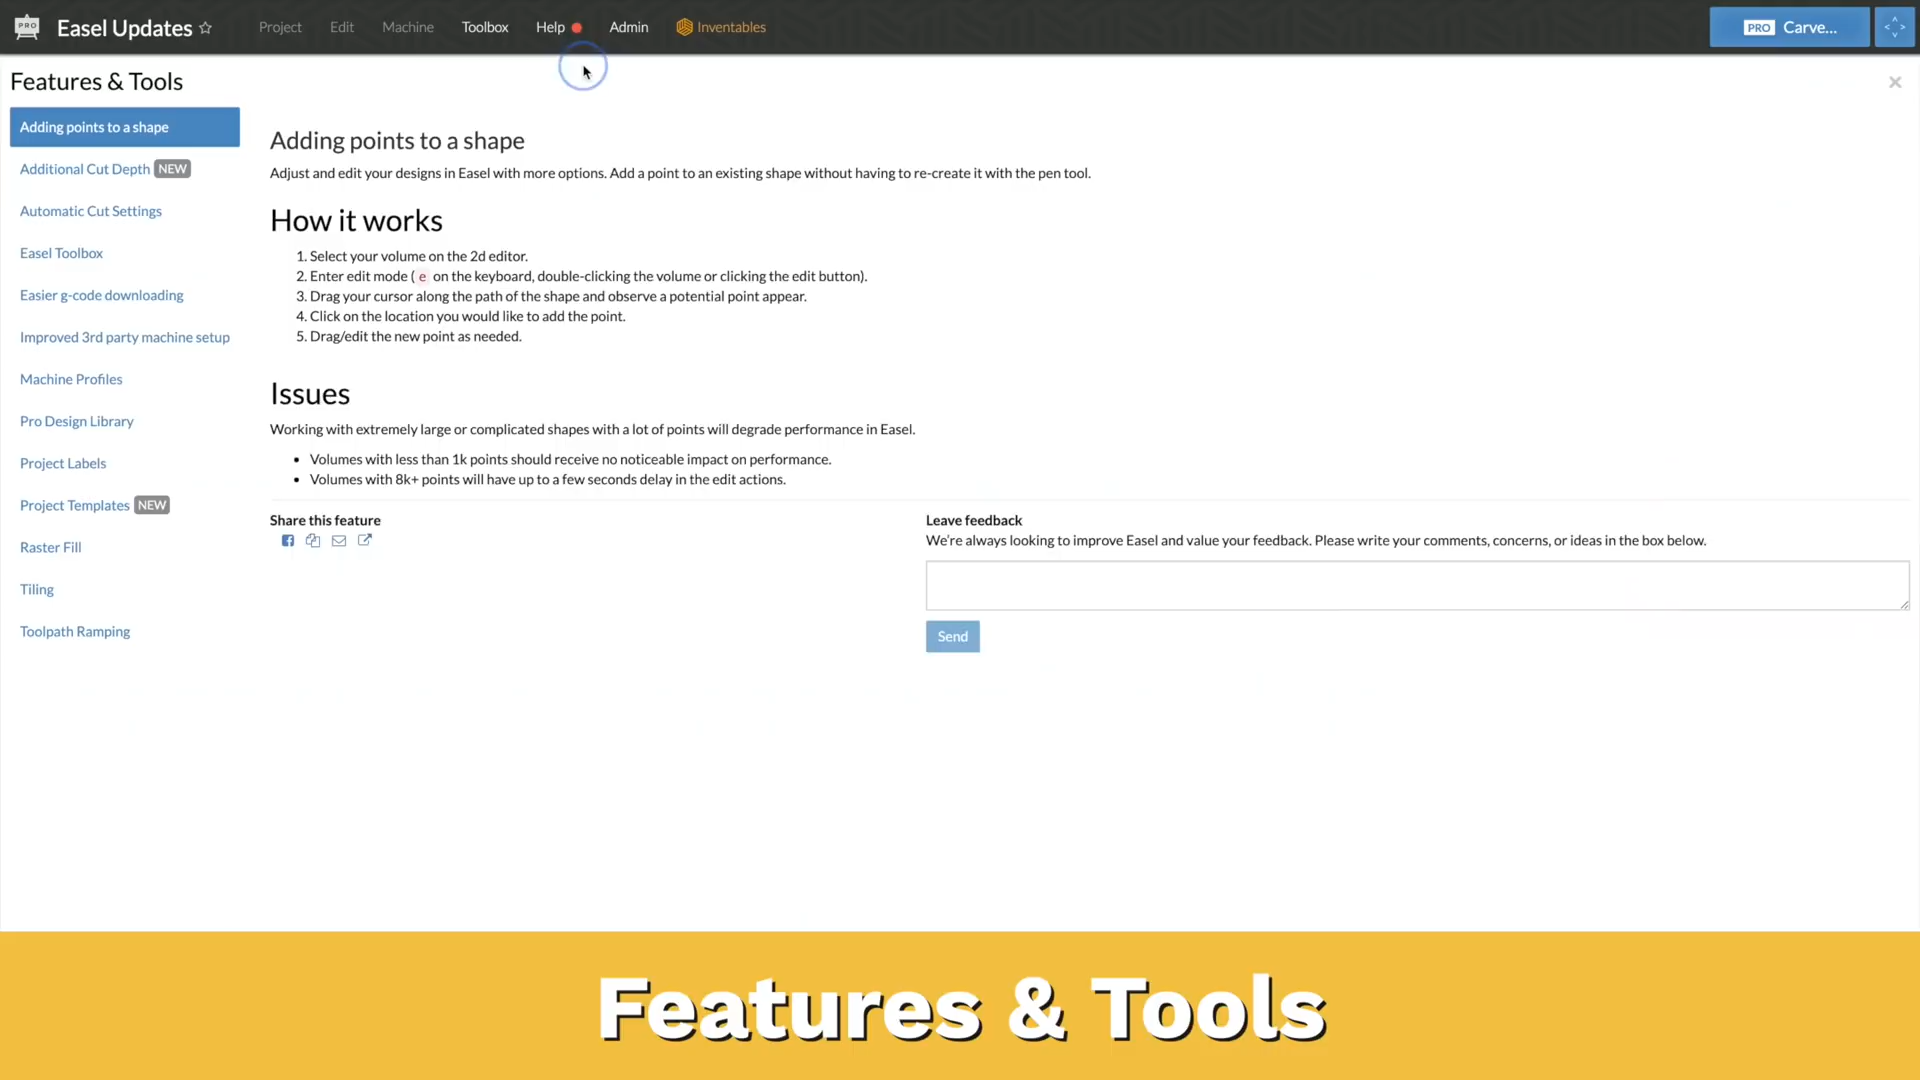 PRO
Easel Updates
Project
Edit
Machine
Toolbox
Help
Admin
Inventables
PRO Carve...
Features & Tools
Adding points to a shape
Additional Cut Depth NEW
Automatic Cut Settings
Easel Toolbox
Easier g-code downloading
Improved 3rd party machine setup
Machine Profiles
Pro Design Library
Project Labels
Project Templates NEW
Raster Fill
Tiling
Toolpath Ramping
Adding points to a shape
Adjust and edit your designs in Easel with more options. Add a point to an existing shape without having to re-create it with the pen tool.
How it works
1. Select your volume on the 2d editor.
2. Enter edit mode ( e on the keyboard, double-clicking the volume or clicking the edit button).
3. Drag your cursor along the path of the shape and observe a potential point appear.
4. Click on the location you would like to add the point.
5. Drag/edit the new point as needed.
Issues
Working with extremely large or complicated shapes with a lot of points will degrade performance in Easel.
• Volumes with less than 1k points should receive no noticeable impact on performance.
• Volumes with 8k+ points will have up to a few seconds delay in the edit actions.
Share this feature
Leave feedback
We're always looking to improve Easel and value your feedback. Please write your comments, concerns, or ideas in the box below.
Send
Features & Tools